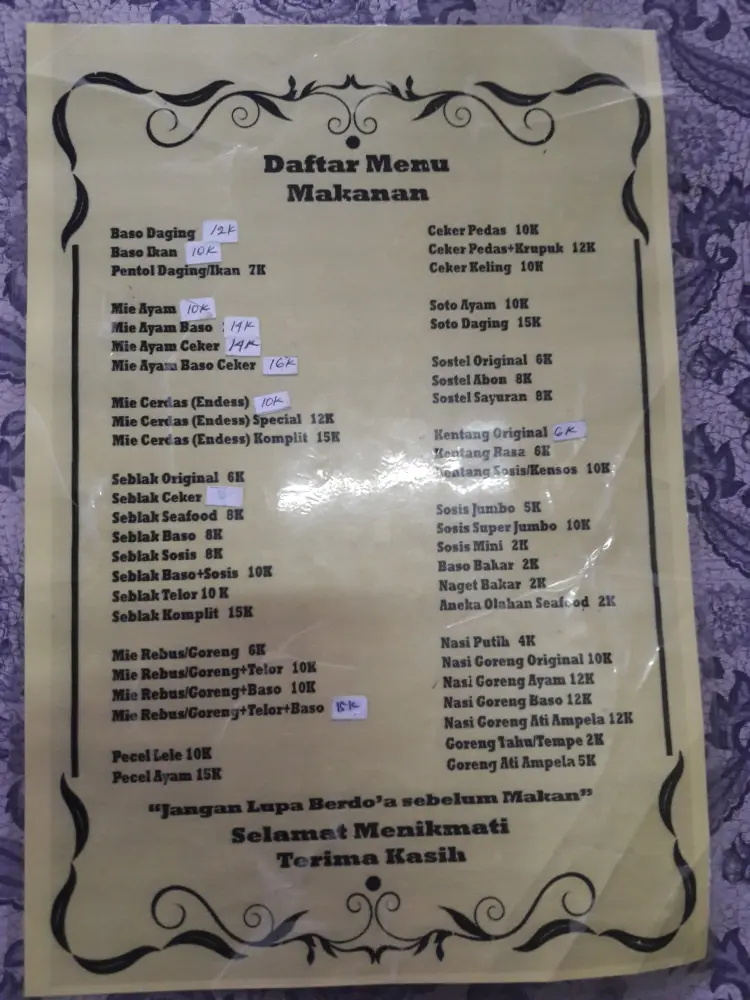 Daftar Menu
Makanan
Baso Daging 12K
Baso Ikan 10K
Pentol Daging/Ikan 7K
Mie Ayam 10K
Mie Ayam Baso 14K
Mie Ayam Ceker 14K
Mie Ayam Baso Ceker 16K
Mie Cerdas (Endess) 10K
Mie Cerdas (Endess) Special 12K
Mie Cerdas (Endess) Komplit 15K
Seblak Original 6K
Seblak Ceker
Seblak Seafood 8K
Seblak Baso 8K
Seblak Sosis 8K
Seblak Baso+Sosis 10K
Seblak Telor 10 K
Seblak Komplit 15K
Mie Rebus/Goreng 6K
Mie Rebus/Goreng+Telor 10K
Mie Rebus/Goreng+Baso 10K
Mie Rebus/Goreng+Telor+Baso
Pecel Lele 10K
Pecel Ayam 15K
Ceker Pedas 10K
Ceker Pedas+Krupuk 12K
Ceker Keling 10K
Soto Ayam 10K
Soto Daging 15K
Sostel Original 6K
Sostel Abon 8K
Sostel Sayuran 8K
Kentang Original 6K
Kentang Rasa 6K
Kentang Sosis/Kensos 10K
Sosis Jumbo 5K
Sosis Super Jumbo 10K
Sosis Mini 2K
Baso Bakar 2K
Naget Bakar 2K
Aneka Olahan Seafood 2K
Nasi Putih 4K
Nasi Goreng Original 10K
Nasi Goreng Ayam 12K
Nasi Goreng Baso 12K
Nasi Goreng Ati Ampela 12K
Goreng Tahu/Tempe 2K
Goreng Ati Ampela 5K
"Jangan Lupa Berdo'a sebelum Makan"
Selamat Menikmati
Terima Kasih